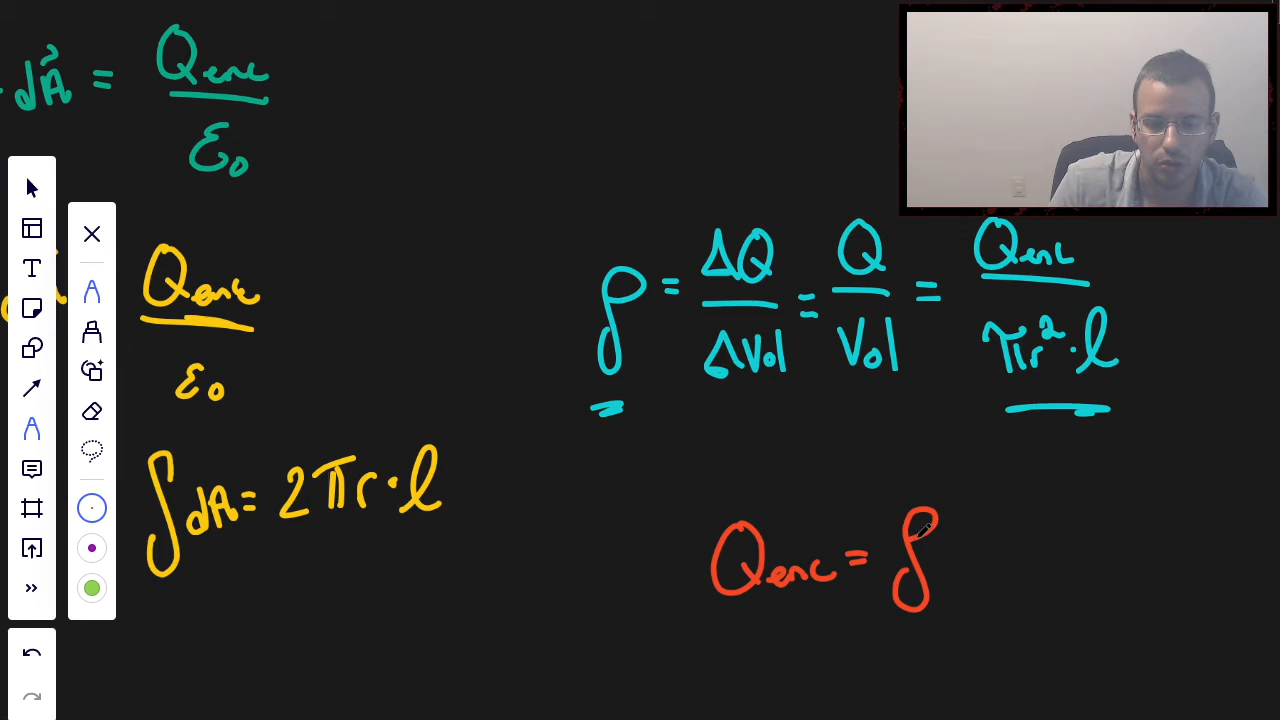 · dA⃗ = Qenc / ε₀
Qenc / ε₀
ρ = ΔQ / ΔVol = Q / Vol = Qenc / πr² · l
∫dA = 2πr · l
Qenc = ρ